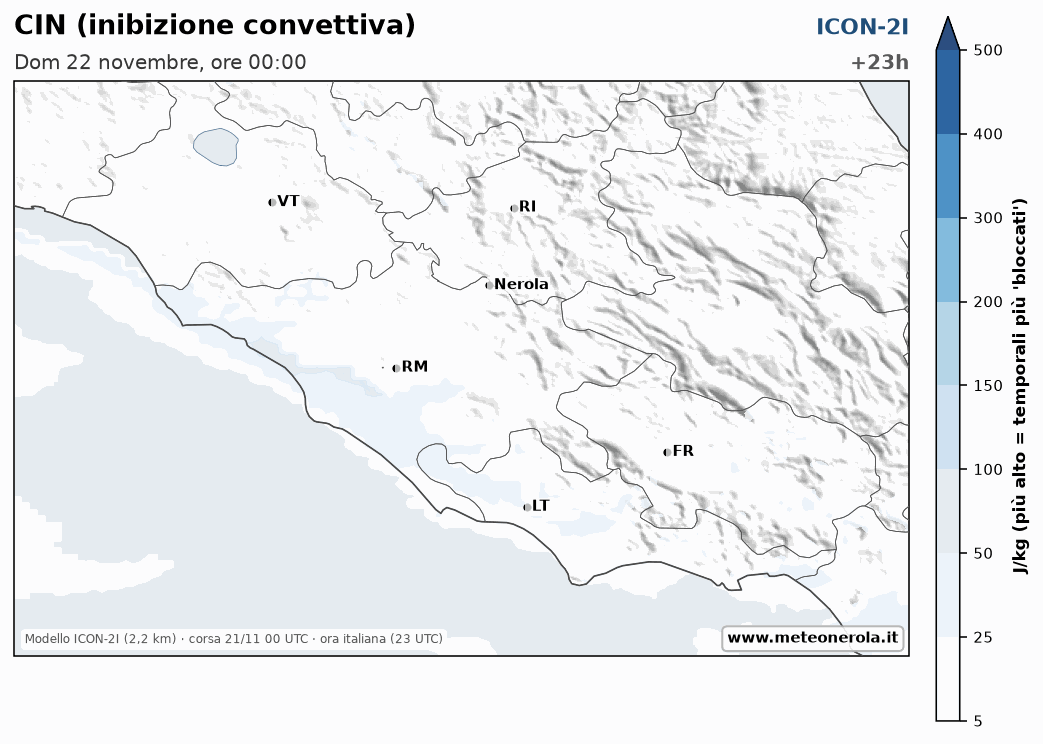 CIN (inibizione convettiva)
ICON-2I
Dom 22 novembre, ore 00:00
+23h
VT
RI
Nerola
RM
FR
LT
Modello ICON-2I (2,2 km) · corsa 21/11 00 UTC · ora italiana (23 UTC)
www.meteonerola.it
500
400
300
200
150
100
50
25
5
J/kg (più alto = temporali più 'bloccati')